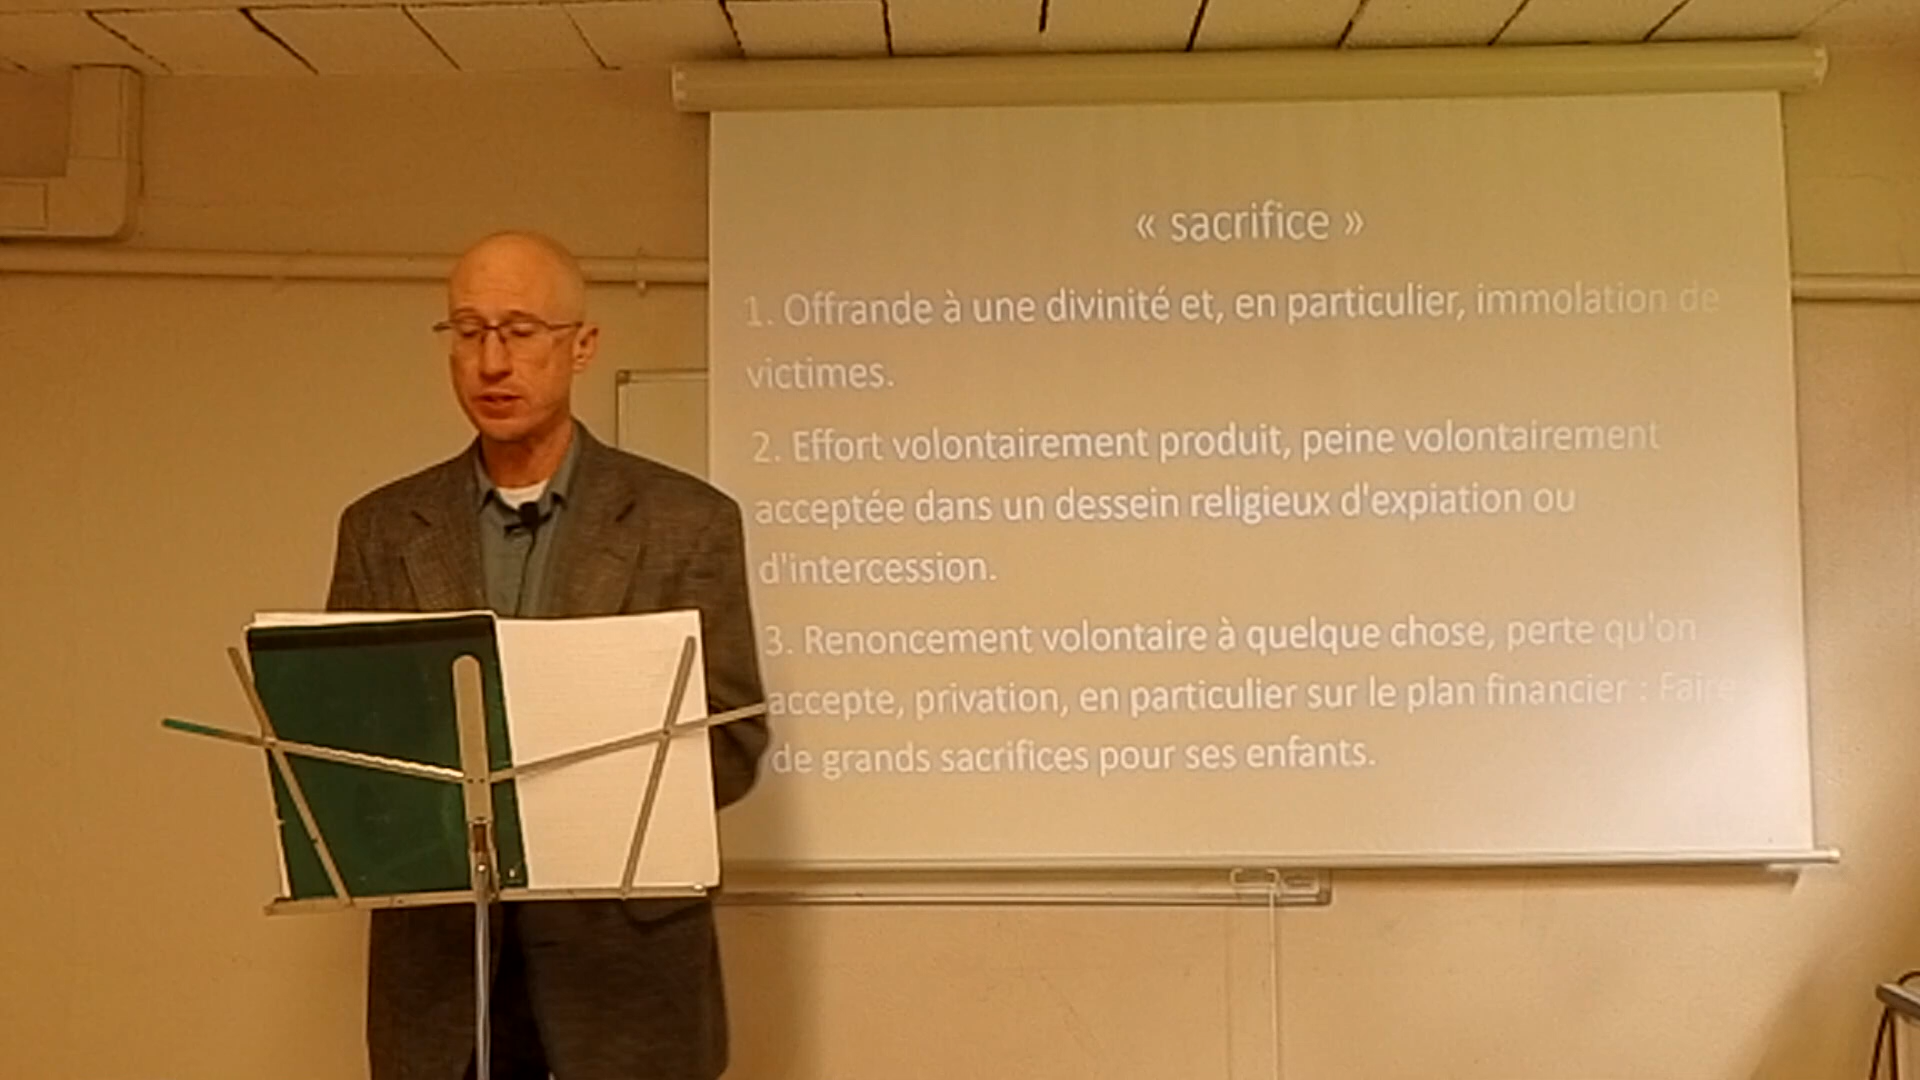 « sacrifice »
1. Offrande à une divinité et, en particulier, immolation de
victimes.
2. Effort volontairement produit, peine volontairement
acceptée dans un dessein religieux d'expiation ou
d'intercession.
3. Renoncement volontaire à quelque chose, perte qu'on
accepte, privation, en particulier sur le plan financier : Faire
de grands sacrifices pour ses enfants.